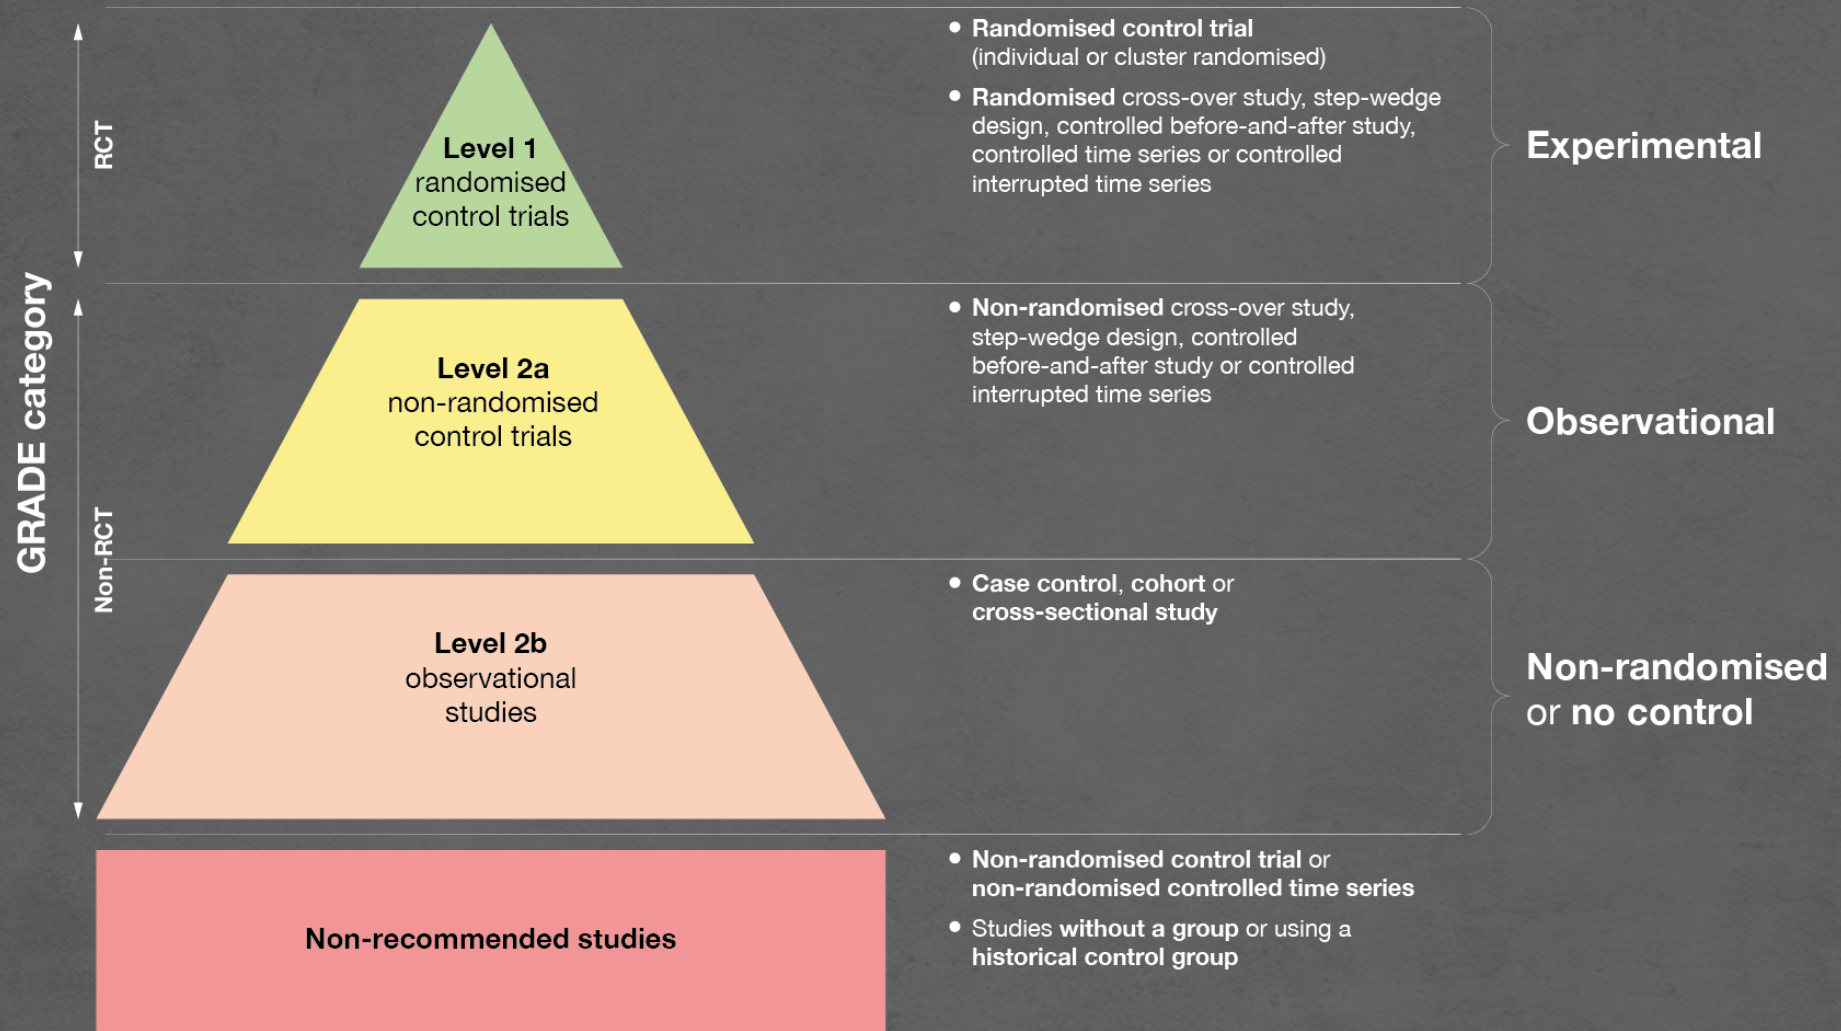 GRADE category
RCT
Level 1
randomised
control trials
• Randomised control trial
(individual or cluster randomised)
• Randomised cross-over study, step-wedge
design, controlled before-and-after study,
controlled time series or controlled
interrupted time series
Experimental
Non-RCT
Level 2a
non-randomised
control trials
• Non-randomised cross-over study,
step-wedge design, controlled
before-and-after study or controlled
interrupted time series
Observational
Level 2b
observational
studies
• Case control, cohort or
cross-sectional study
Non-randomised
or no control
Non-recommended studies
• Non-randomised control trial or
non-randomised controlled time series
• Studies without a group or using a
historical control group